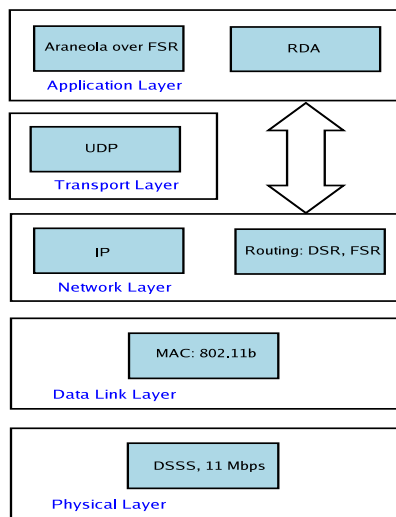 Araneola over FSR
RDA
Application Layer
UDP
Transport Layer
IP
Routing: DSR, FSR
Network Layer
MAC: 802.11b
Data Link Layer
DSSS, 11 Mbps
Physical Layer